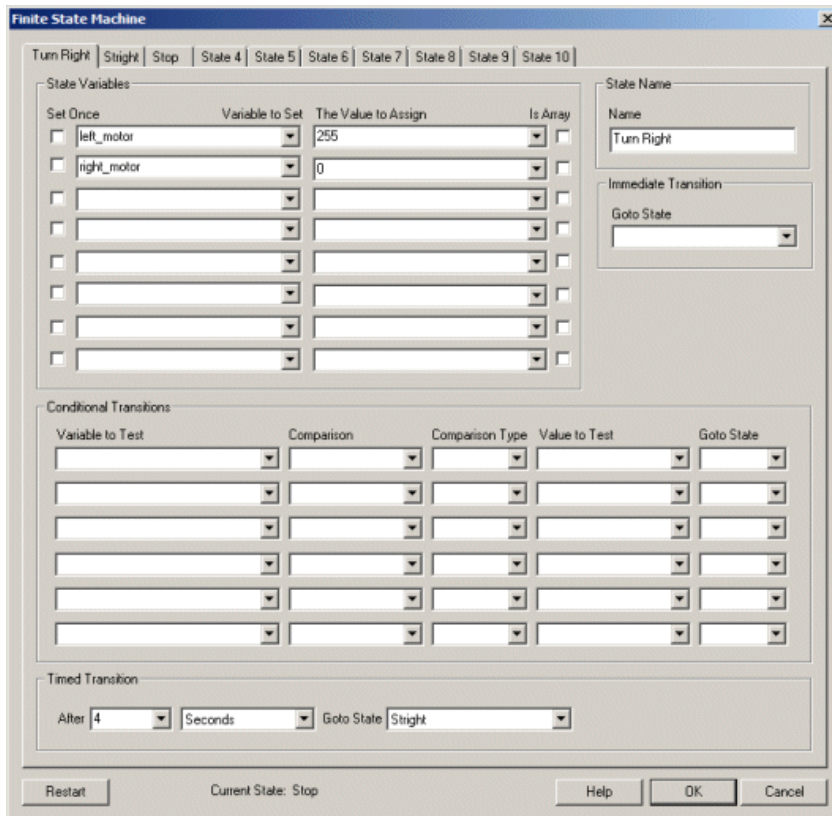 Finite State Machine
Turn Right Stright Stop State 4 State 5 State 6 State 7 State 8 State 9 State 10
State Variables
Set Once Variable to Set The Value to Assign Is Array
left_motor 255
right_motor 0
State Name
Name
Turn Right
Immediate Transition
Goto State
Conditional Transitions
Variable to Test Comparison Comparison Type Value to Test Goto State
Timed Transition
After 4 Seconds Goto State Stright
Restart Current State: Stop Help OK Cancel